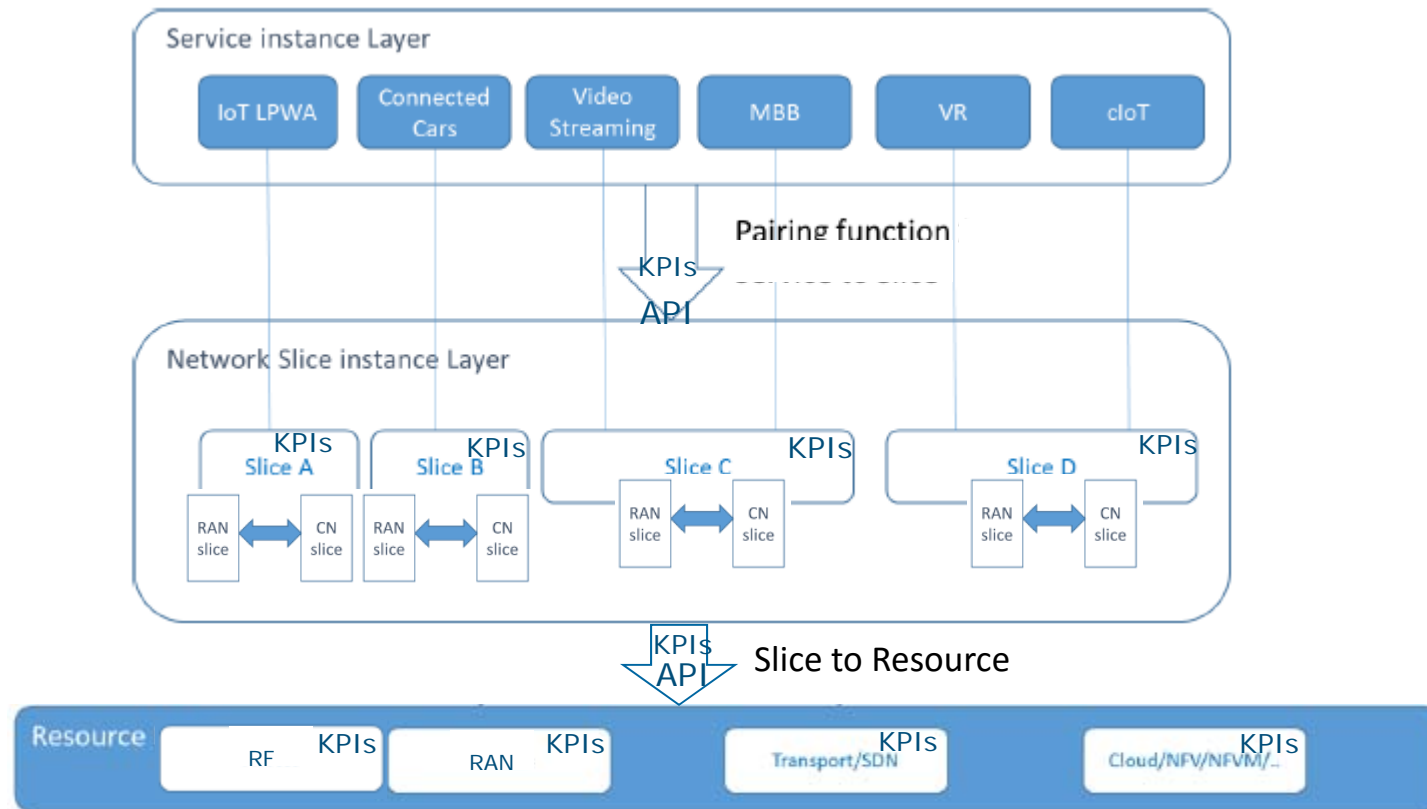 Service instance Layer
IoT LPWA
Connected
Cars
Video
Streaming
MBB
VR
cIoT
Pairing function
KPIs
API
Network Slice instance Layer
KPIs
Slice A
KPIs
Slice B
KPIs
Slice C
KPIs
Slice D
RAN
slice
CN
slice
RAN
slice
CN
slice
RAN
slice
CN
slice
RAN
slice
CN
slice
KPIs
API
Slice to Resource
Resource
RF
KPIs
RAN
KPIs
Transport/SDN
KPIs
Cloud/NFV/NFVM/..
KPIs